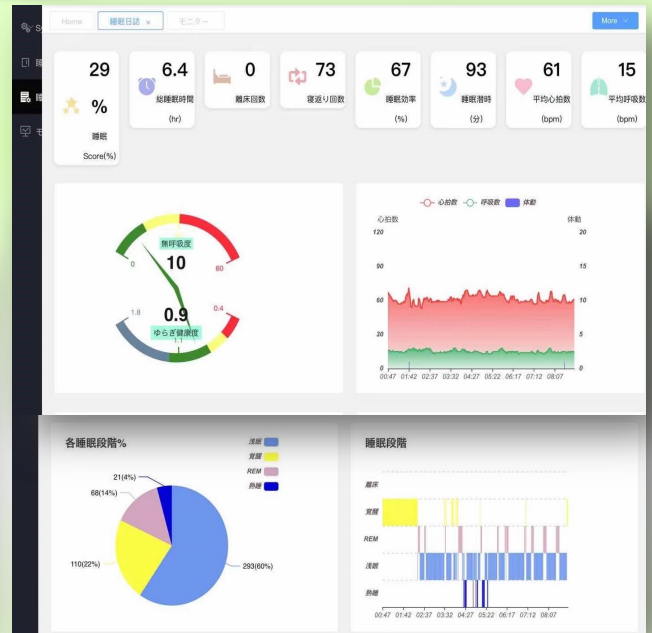 Home
睡眠日誌 ×
モニター
More
29
%
睡眠
Score(%)
6.4
総睡眠時間
(hr)
0
離床回数
73
寝返り回数
67
睡眠効率
(%)
93
睡眠潜時
(分)
61
平均心拍数
(bpm)
15
平均呼吸数
(bpm)
無呼吸度
10
0
60
1.8
0.9
0.4
ゆらぎ健康度
1.1
心拍数 呼吸数 体動
心拍数
体動
120
90
60
30
0
20
15
10
5
0
00:47 01:42 02:37 03:32 04:27 05:22 06:17 07:12 08:07
各睡眠段階%
浅眠
覚醒
REM
熟睡
21(4%)
68(14%)
110(22%)
293(60%)
睡眠段階
離床
覚醒
REM
浅眠
熟睡
00:47 01:42 02:37 03:32 04:27 05:22 06:17 07:12 08:07